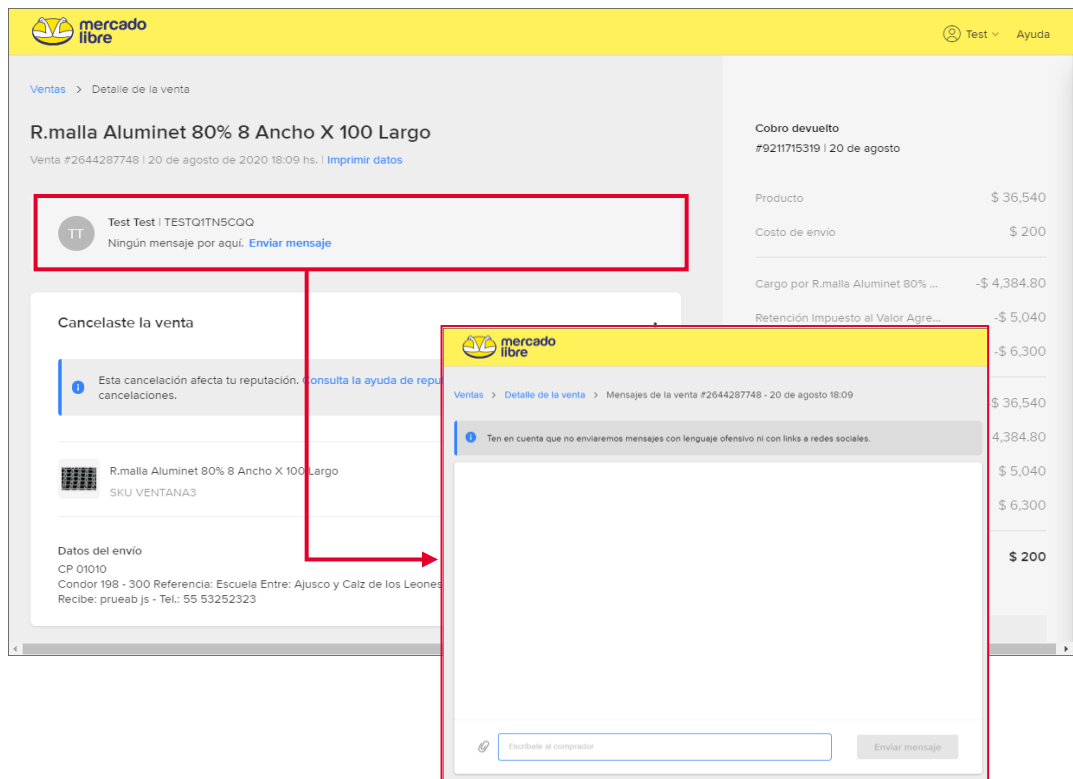 mercado
libre
Test
Ayuda
Ventas > Detalle de la venta
R.malla Aluminet 80% 8 Ancho X 100 Largo
Venta #2644287748 | 20 de agosto de 2020 18:09 hs. | Imprimir datos
TT
Test Test | TESTQ1TN5CQQ
Ningún mensaje por aquí. Enviar mensaje
Cancelaste la venta
Esta cancelación afecta tu reputación. Consulta la ayuda de
cancelaciones.
R.malla Aluminet 80% 8 Ancho X 100 Largo
SKU VENTANA3
Datos del envío
CP 01010
Condor 198 - 300 Referencia: Escuela Entre: Ajusco y Calz de los Leones
Recibe: prueab js - Tel.: 55 53252323
Cobro devuelto
#9211715319 | 20 de agosto
Producto $ 36,540
Costo de envío $ 200
Cargo por R.malla Aluminet 80% ... -$ 4,384.80
Retención Impuesto al Valor Agre... -$ 5,040
-$ 6,300
-$ 36,540
4,384.80
$ 5,040
$ 6,300
$ 200
mercado
libre
Ventas > Detalle de la venta > Mensajes de la venta #2644287748 - 20 de agosto 18:09
Ten en cuenta que no enviaremos mensajes con lenguaje ofensivo ni con links a redes sociales.
Escríbele al comprador
Enviar mensaje